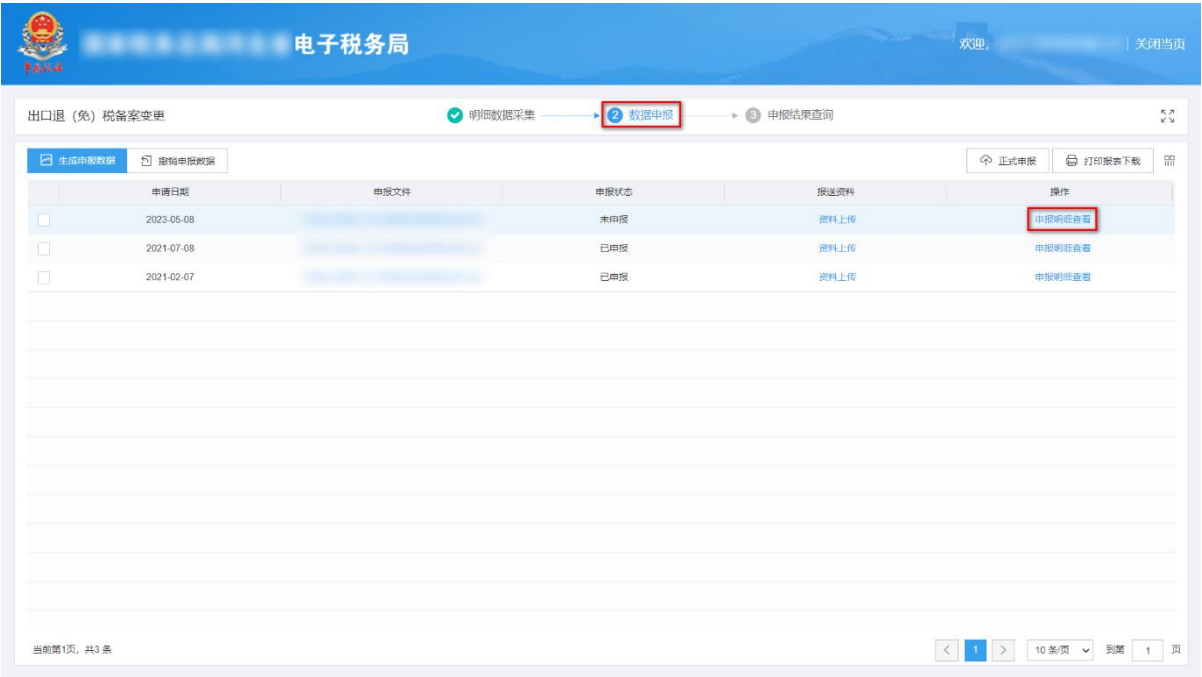 电子税务局
欢迎,
关闭当页
出口退（免）税备案变更
明细数据采集
2 数据申报
3 申报结果查询
生成申报数据 撤销申报数据
正式申报 打印报表下载
申请日期 申报文件 申报状态 报送资料 操作
2023-05-08 未申报 资料上传 申报明细查看
2021-07-08 已申报 资料上传 申报明细查看
2021-02-07 已申报 资料上传 申报明细查看
当前第1页, 共3 条
< 1 > 10 条/页 到第 1 页